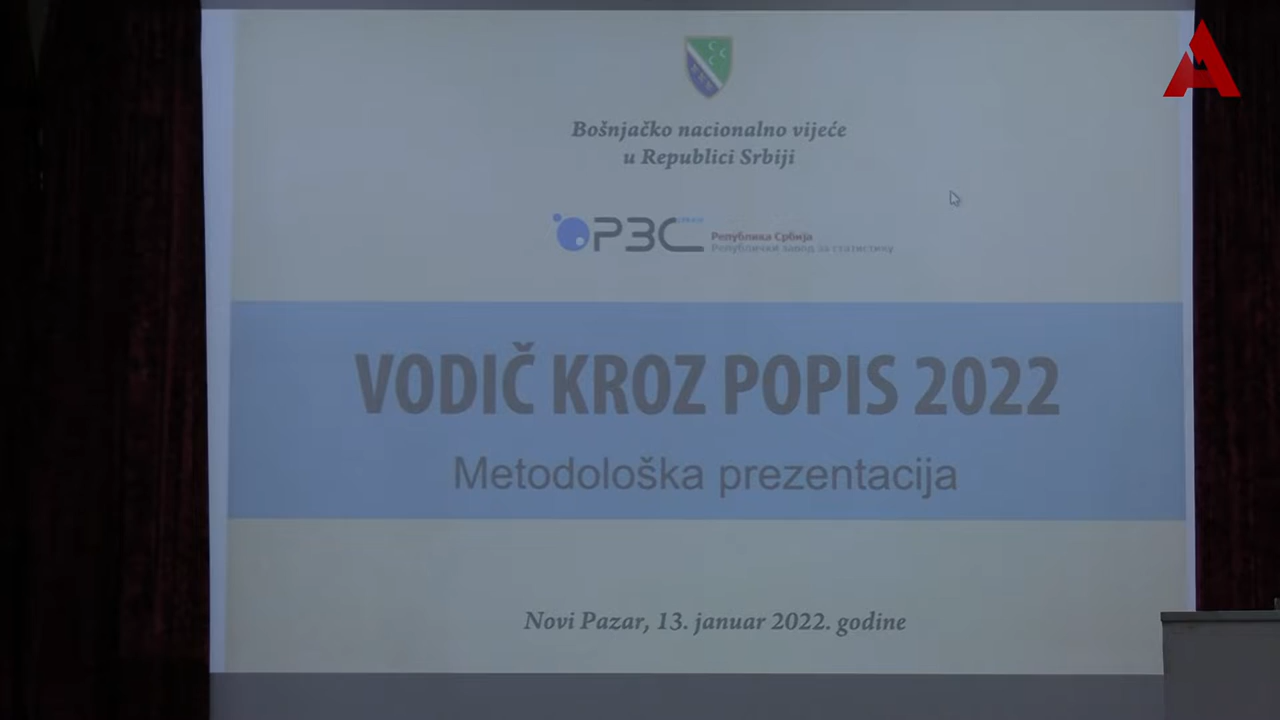 Bošnjačko nacionalno vijeće
u Republici Srbiji
РЗС
Република Србија
Републички завод за статистику
VODIČ KROZ POPIS 2022
Metodološka prezentacija
Novi Pazar, 13. januar 2022. godine